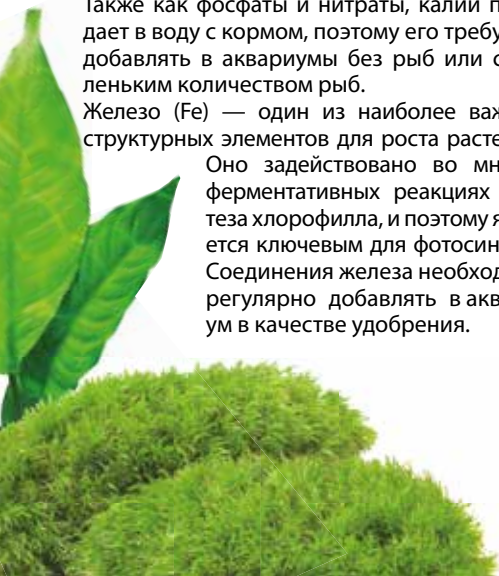 Также как фосфаты и нитраты, калий п
дает в воду с кормом, поэтому его требу
добавлять в аквариумы без рыб или с
леньким количеством рыб.
Железо (Fe) — один из наиболее ваз
структурных элементов для роста расте
Оно задействовано во мн
ферментативных реакциях
теза хлорофилла, и поэтому я
ется ключевым для фотосин
Соединения железа необход
регулярно добавлять в акв
ум в качестве удобрения.